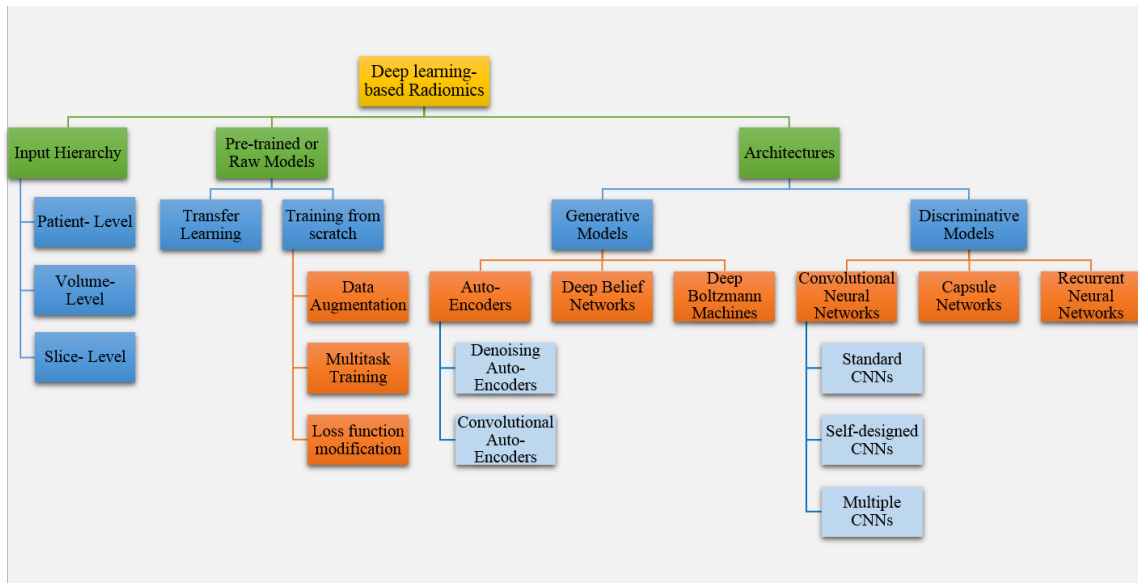 Deep learning-
based Radiomics
Input Hierarchy
Pre-trained or
Raw Models
Architectures
Patient- Level
Volume-
Level
Slice- Level
Transfer
Learning
Training from
scratch
Data
Augmentation
Multitask
Training
Loss function
modification
Generative
Models
Discriminative
Models
Auto-
Encoders
Deep Belief
Networks
Deep
Boltzmann
Machines
Denoising
Auto-
Encoders
Convolutional
Auto-
Encoders
Convolutional
Neural
Networks
Capsule
Networks
Recurrent
Neural
Networks
Standard
CNNs
Self-designed
CNNs
Multiple
CNNs